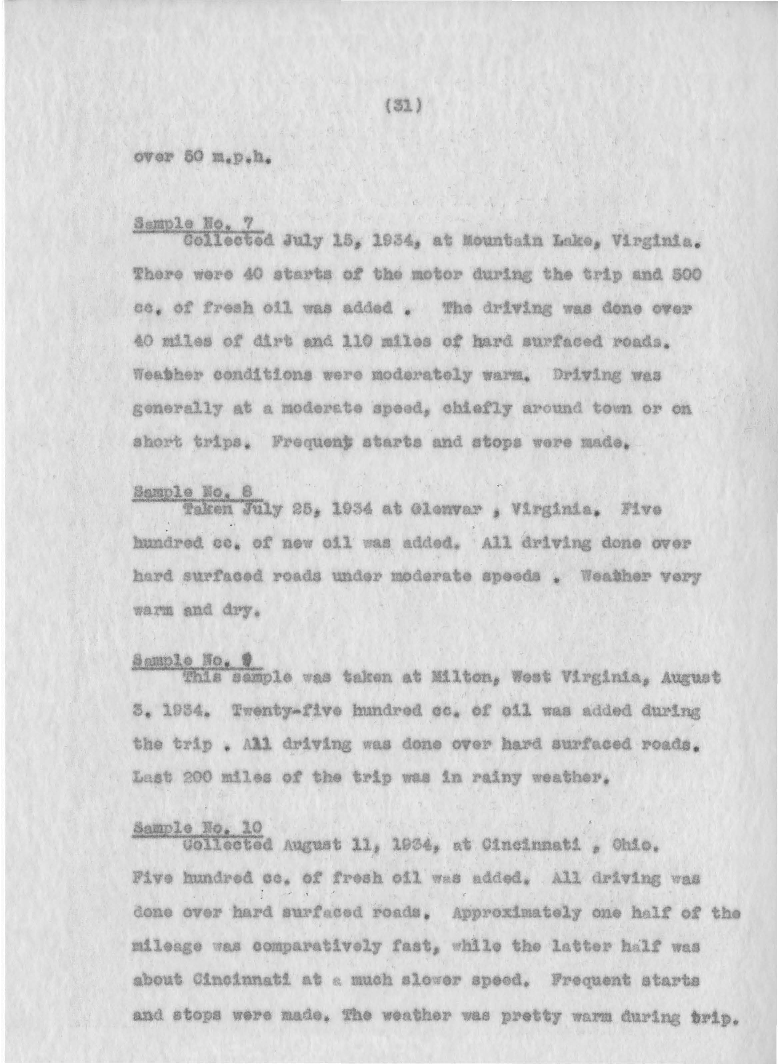 (31)
over 50 m.p.h.
Sample No. 7
Collected July 15, 1934, at Mountain Lake, Virginia.
There were 40 starts of the motor during the trip and 500
cc. of fresh oil was added . The driving was done over
40 miles of dirt and 110 miles of hard surfaced roads.
Weather conditions were moderately warm. Driving was
generally at a moderate speed, chiefly around town or on
short trips. Frequent starts and stops were made.
Sample No. 8
Taken July 25, 1934 at Glenvar , Virginia. Five
hundred cc. of new oil was added. All driving done over
hard surfaced roads under moderate speeds . Weather very
warm and dry.
Sample No. 9
This sample was taken at Milton, West Virginia, August
3. 1934. Twenty-five hundred cc. of oil was added during
the trip . All driving was done over hard surfaced roads.
Last 200 miles of the trip was in rainy weather.
Sample No. 10
Collected August 11, 1934, at Cincinnati , Ohio.
Five hundred cc. of fresh oil was added. All driving was
done over hard surfaced roads. Approximately one half of the
mileage was comparatively fast, while the latter half was
about Cincinnati at a much slower speed. Frequent starts
and stops were made. The weather was pretty warm during trip.